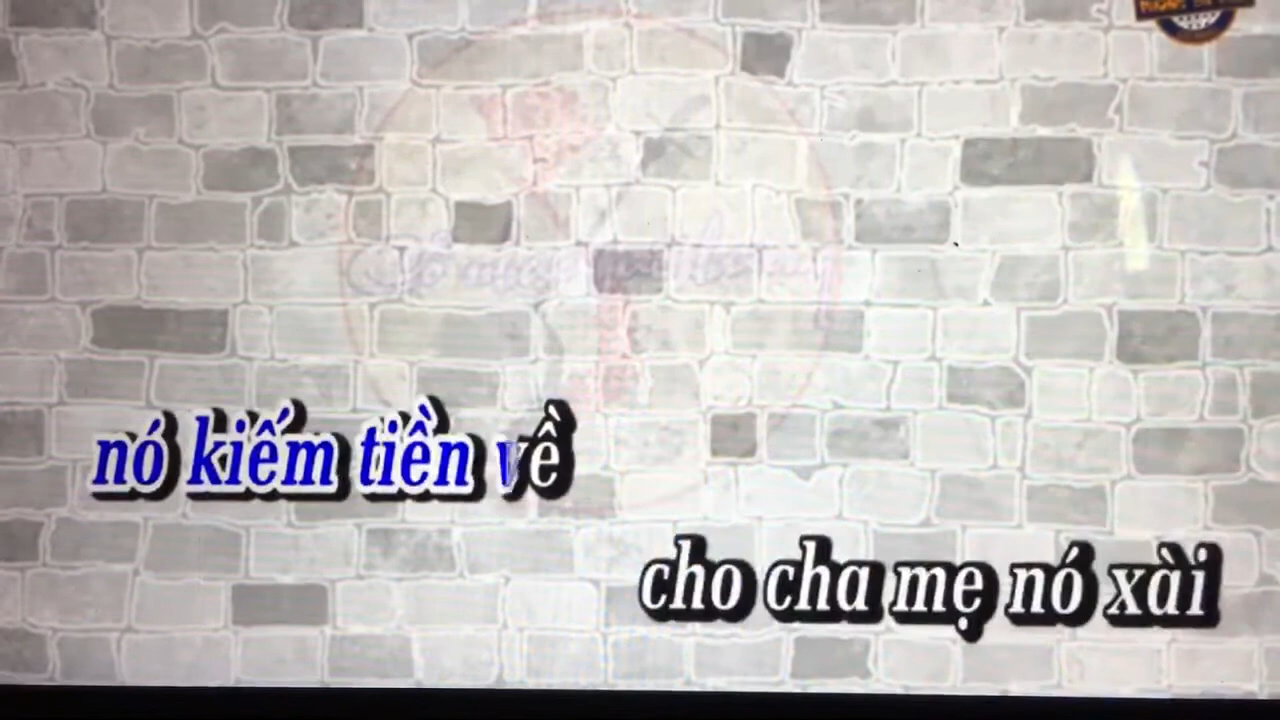 nó kiếm tiền về
cho cha mẹ nó xài